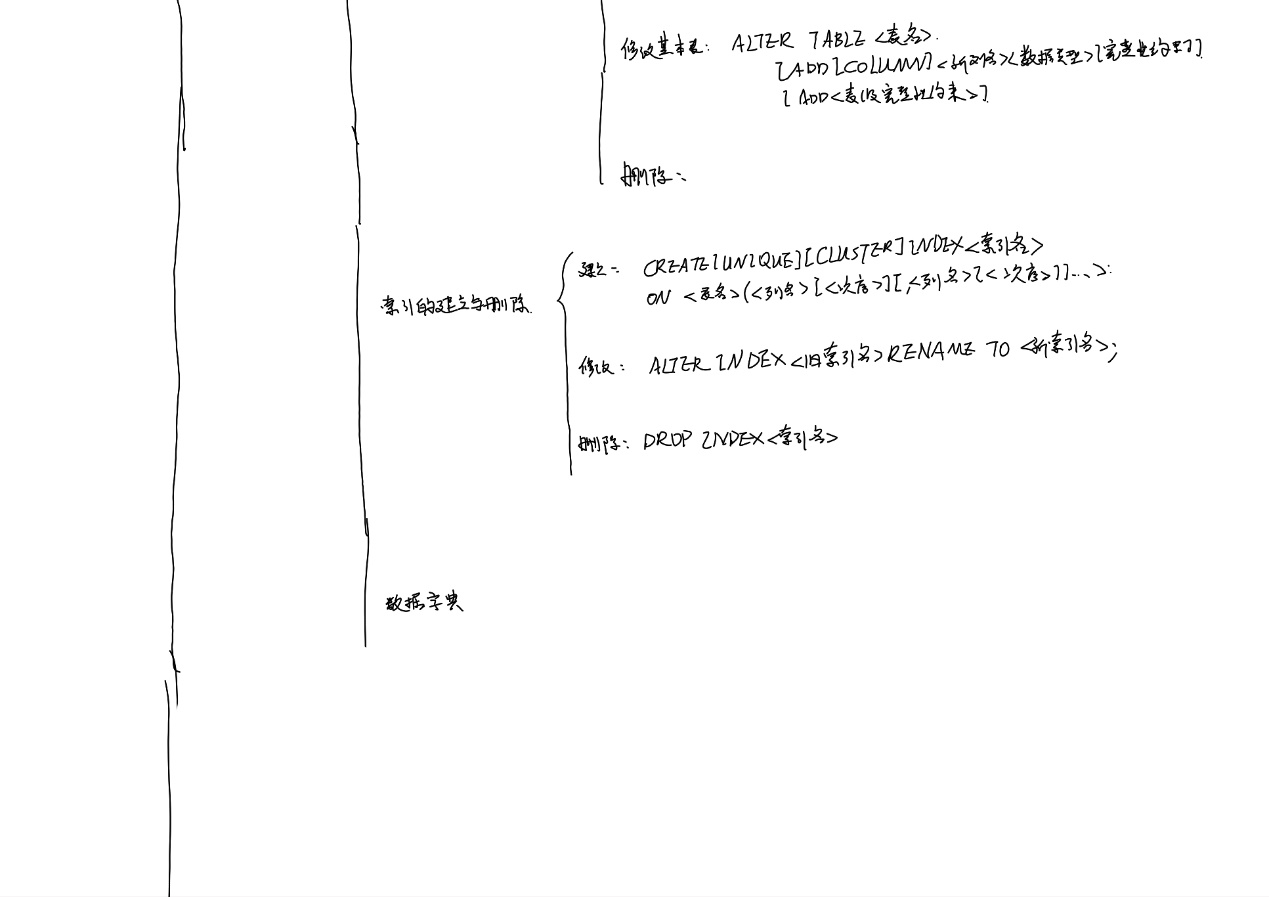 修改基本表: ALTER TABLE <表名>.
[ADD[COLUMN] <新列名><数据类型>[完整性约束]]
[ADD<表级完整性约束>]
删除:
索引的建立与删除
建立: CREATE[UNIQUE][CLUSTER]INDEX<索引名>
ON <表名>(<列名>[<次序>][,<列名>[<次序>]]...):
修改: ALTER INDEX<旧索引名>RENAME TO <新索引名>;
删除: DROP INDEX<索引名>
数据字典